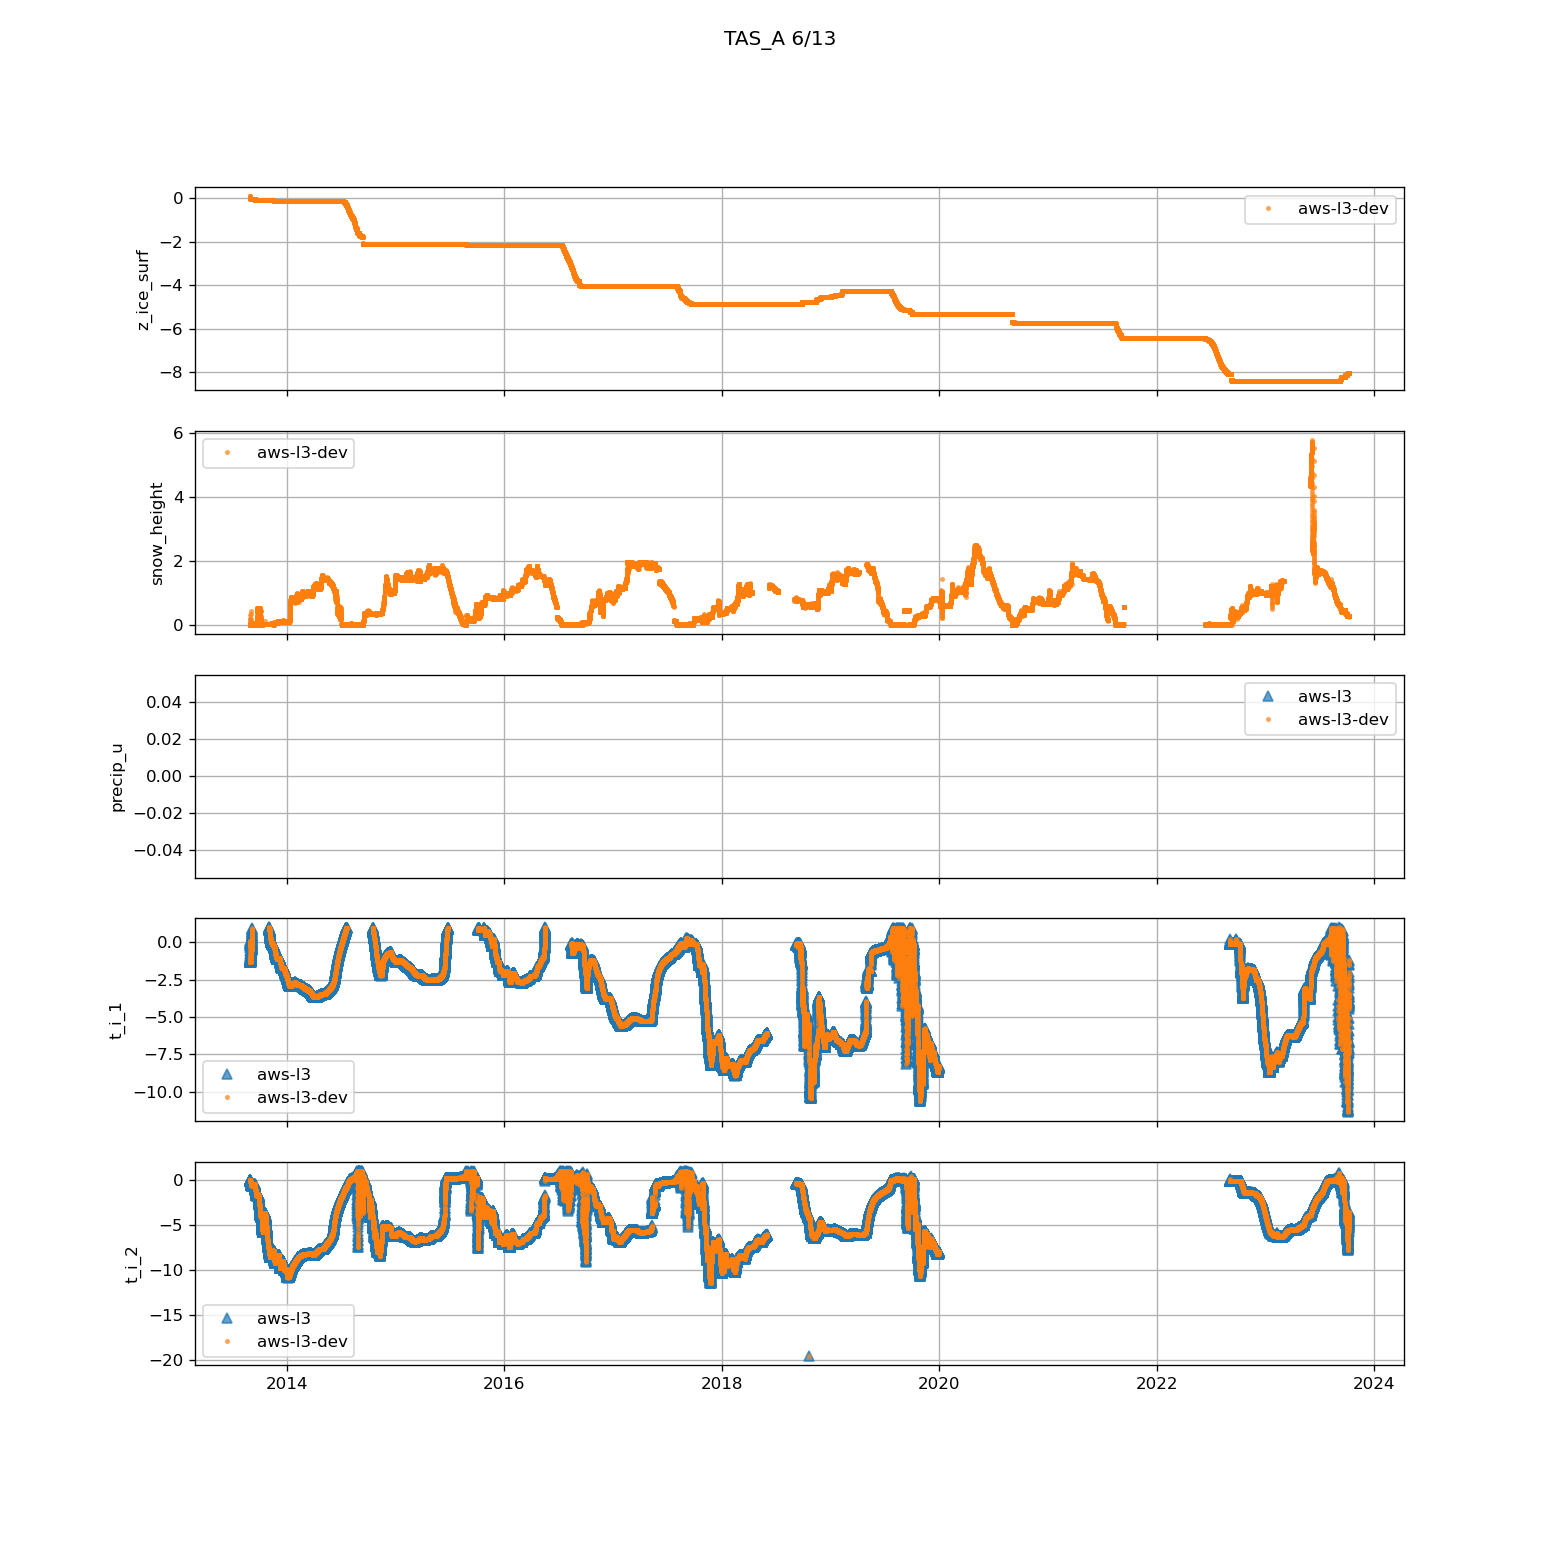 TAS_A 6/13
z_ice_surf
0
−2
−4
−6
−8
aws-l3-dev
snow_height
6
4
2
0
aws-l3-dev
precip_u
0.04
0.02
0.00
−0.02
−0.04
aws-l3
aws-l3-dev
t_i_1
0.0
−2.5
−5.0
−7.5
−10.0
aws-l3
aws-l3-dev
t_i_2
0
−5
−10
−15
−20
aws-l3
aws-l3-dev
2014 2016 2018 2020 2022 2024